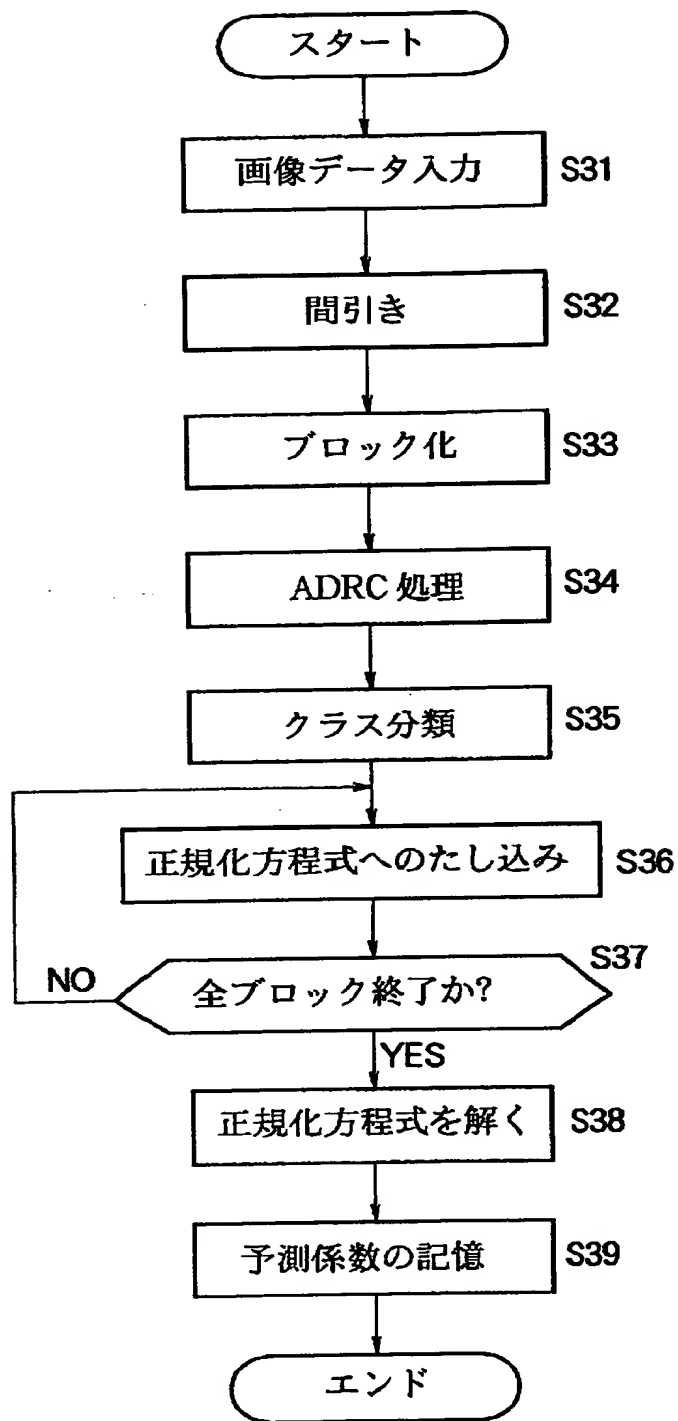 スタート
画像データ入力 S31
間引き S32
ブロック化 S33
ADRC 処理 S34
クラス分類 S35
正規化方程式へのたし込み S36
S37
NO 全ブロック終了か?
YES
正規化方程式を解く S38
予測係数の記憶 S39
エンド